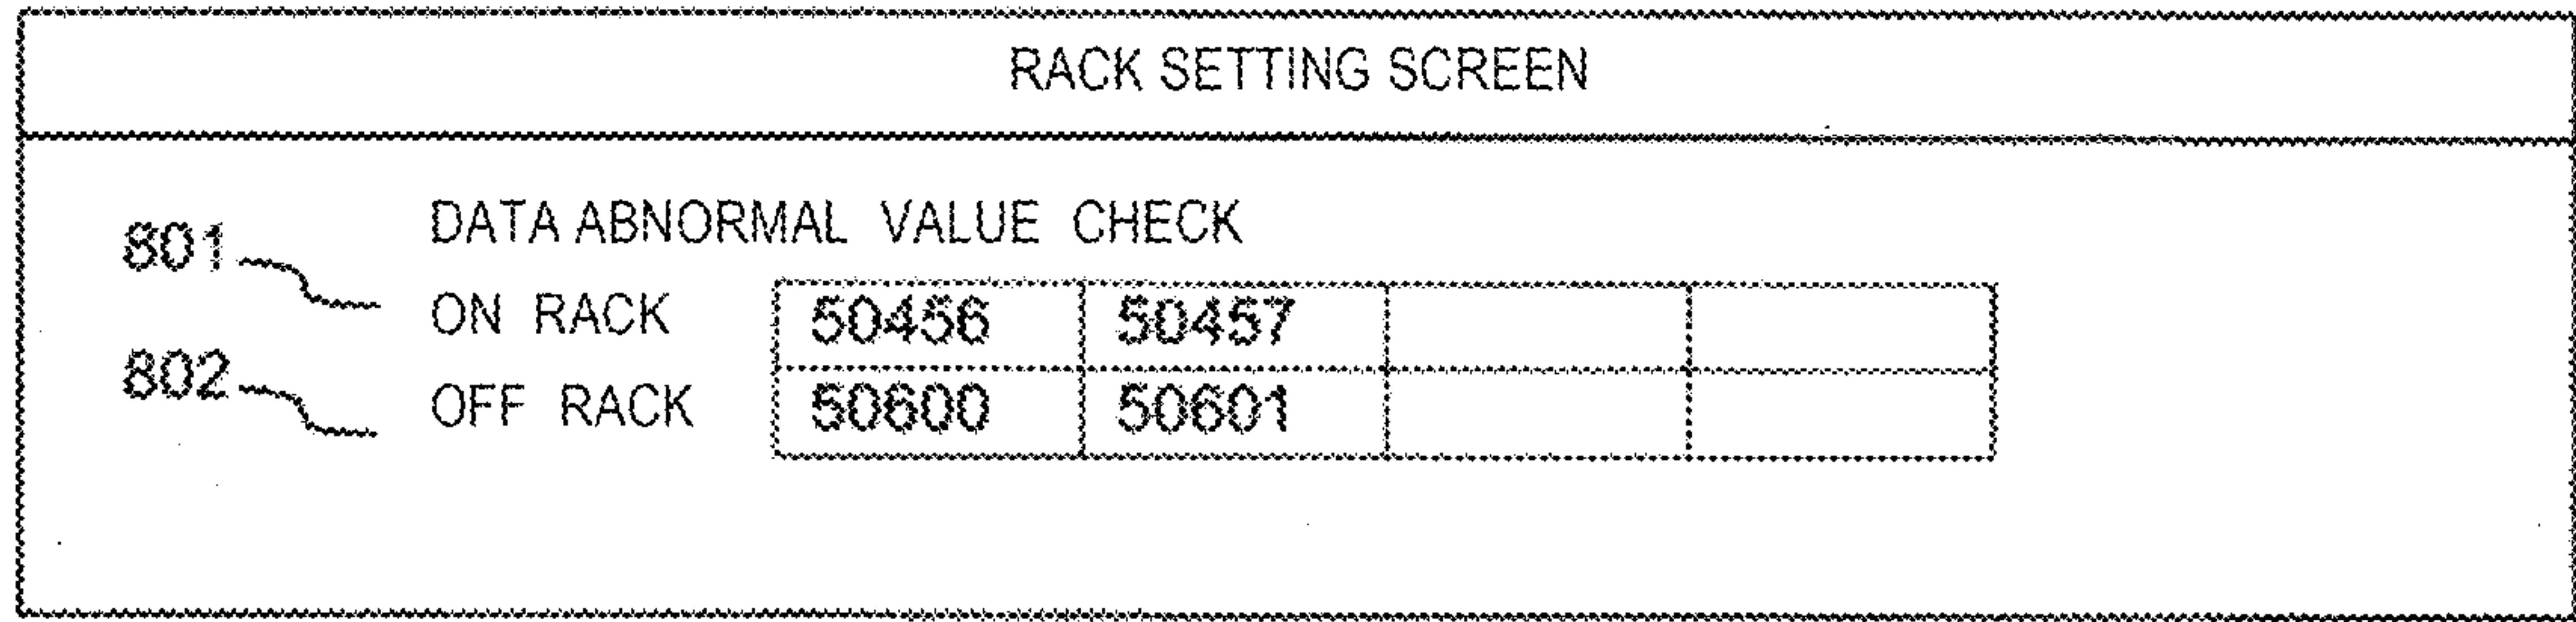 RACK SETTING SCREEN
DATA ABNORMAL VALUE CHECK
801
ON RACK 50456 50457
802
OFF RACK 50600 50601